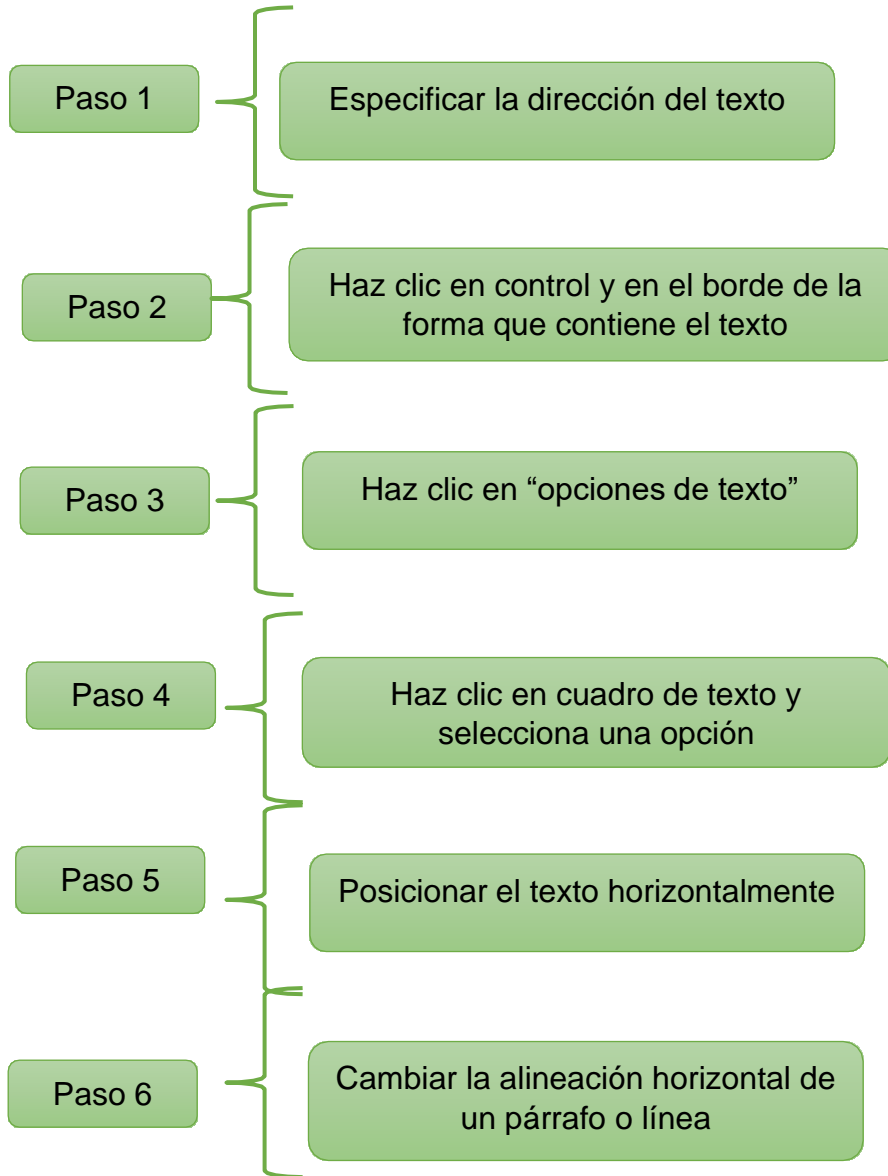 Paso 1
Especificar la dirección del texto
Paso 2
Haz clic en control y en el borde de la
forma que contiene el texto
Paso 3
Haz clic en “opciones de texto”
Paso 4
Haz clic en cuadro de texto y
selecciona una opción
Paso 5
Posicionar el texto horizontalmente
Paso 6
Cambiar la alineación horizontal de
un párrafo o línea